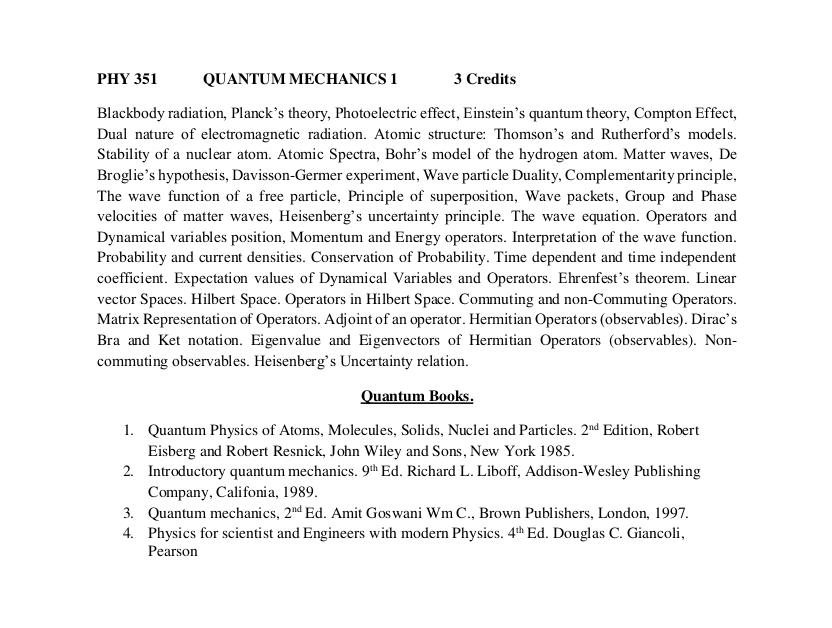 PHY 351 QUANTUM MECHANICS 1 3 Credits
Blackbody radiation, Planck’s theory, Photoelectric effect, Einstein’s quantum theory, Compton Effect,
Dual nature of electromagnetic radiation. Atomic structure: Thomson’s and Rutherford’s models.
Stability of a nuclear atom. Atomic Spectra, Bohr’s model of the hydrogen atom. Matter waves, De
Broglie’s hypothesis, Davisson-Germer experiment, Wave particle Duality, Complementarity principle,
The wave function of a free particle, Principle of superposition, Wave packets, Group and Phase
velocities of matter waves, Heisenberg’s uncertainty principle. The wave equation. Operators and
Dynamical variables position, Momentum and Energy operators. Interpretation of the wave function.
Probability and current densities. Conservation of Probability. Time dependent and time independent
coefficient. Expectation values of Dynamical Variables and Operators. Ehrenfest’s theorem. Linear
vector Spaces. Hilbert Space. Operators in Hilbert Space. Commuting and non-Commuting Operators.
Matrix Representation of Operators. Adjoint of an operator. Hermitian Operators (observables). Dirac’s
Bra and Ket notation. Eigenvalue and Eigenvectors of Hermitian Operators (observables). Non-
commuting observables. Heisenberg’s Uncertainty relation.
Quantum Books.
1. Quantum Physics of Atoms, Molecules, Solids, Nuclei and Particles. 2nd Edition, Robert
Eisberg and Robert Resnick, John Wiley and Sons, New York 1985.
2. Introductory quantum mechanics. 9th Ed. Richard L. Liboff, Addison-Wesley Publishing
Company, Califonia, 1989.
3. Quantum mechanics, 2nd Ed. Amit Goswani Wm C., Brown Publishers, London, 1997.
4. Physics for scientist and Engineers with modern Physics. 4th Ed. Douglas C. Giancoli,
Pearson